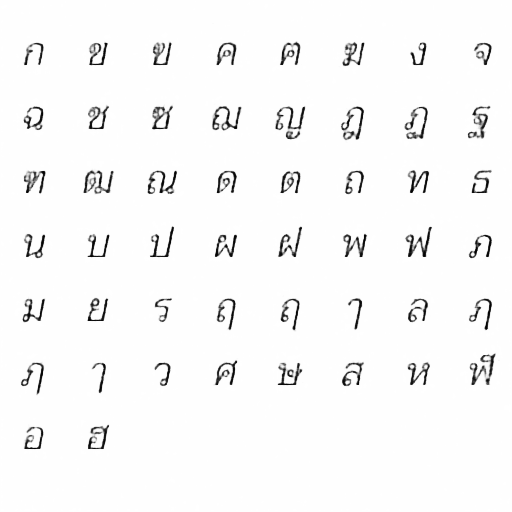 ก ข ฃ ค ฅ ฆ ง จ
ฉ ช ซ ฌ ญ ฎ ฏ ฐ
ฑ ฒ ณ ด ต ถ ท ธ
น บ ป ผ ฝ พ ฟ ภ
ม ย ร ฤ ฤ ๅ ล ฦ
ฦ ๅ ว ศ ษ ส ห ฬ
อ ฮ